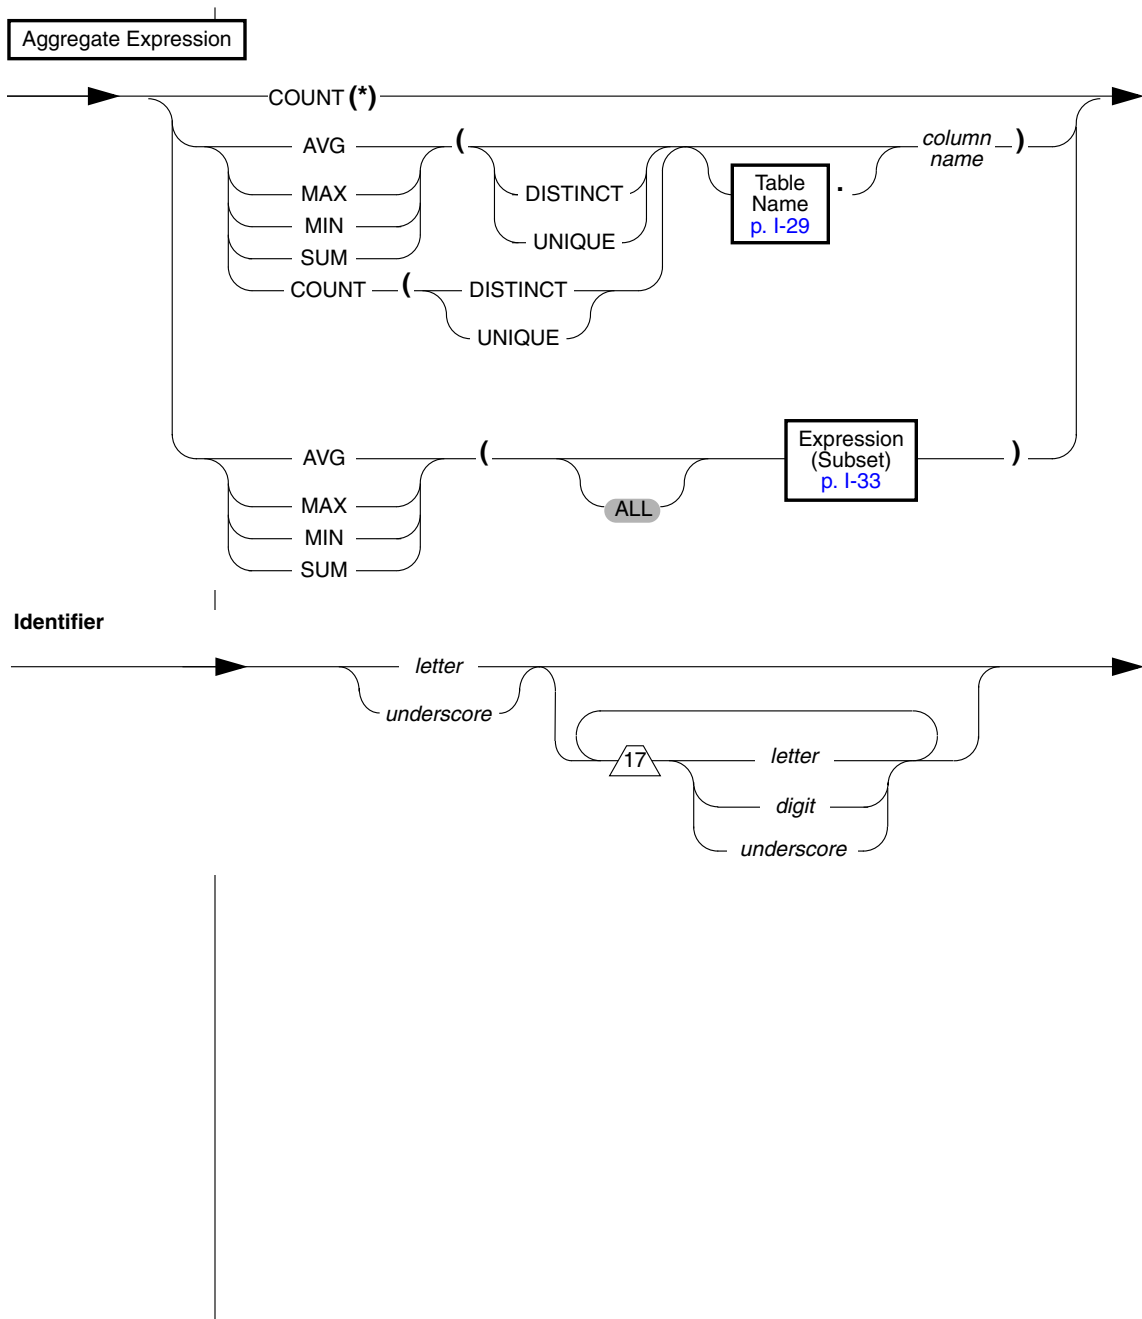 Aggregate Expression
COUNT (*)
AVG ( column name )
MAX DISTINCT Table Name p. I-29 .
MIN UNIQUE
SUM
COUNT ( DISTINCT
UNIQUE
AVG ( Expression (Subset) p. I-33 )
MAX ALL
MIN
SUM
Identifier
letter
underscore
17 letter
digit
underscore